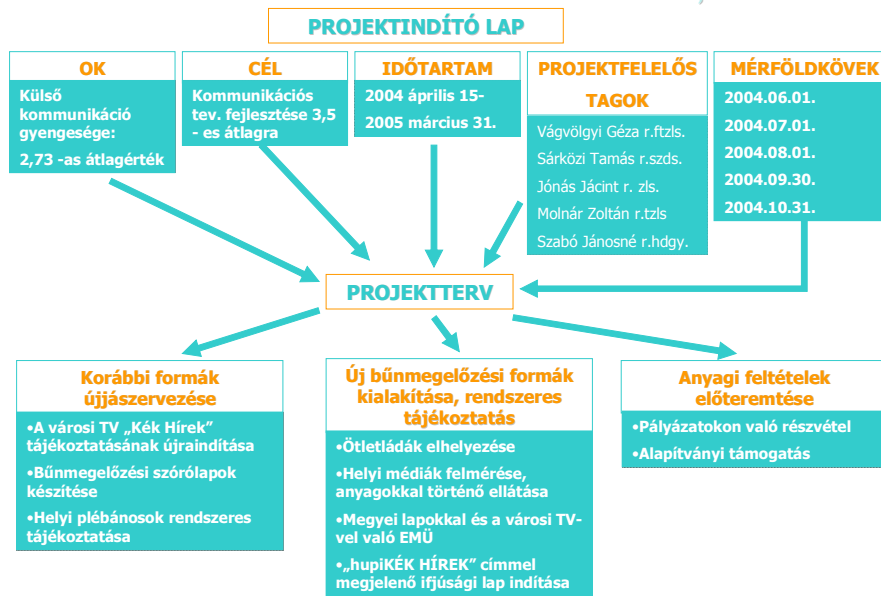 PROJEKTINDÍTÓ LAP
OK
Külső
kommunikáció
gyengesége:
2,73 -as átlagérték
CÉL
Kommunikációs
tev. fejlesztése 3,5
- es átlagra
IDŐTARTAM
2004 április 15-
2005 március 31.
PROJEKTFELELŐS
TAGOK
Vágvölgyi Géza r.ftzls.
Sárközi Tamás r.szds.
Jónás Jácint r. zls.
Molnár Zoltán r.tzls
Szabó Jánosné r.hdgy.
MÉRFÖLDKÖVEK
2004.06.01.
2004.07.01.
2004.08.01.
2004.09.30.
2004.10.31.
PROJEKTTERV
Korábbi formák
újjászervezése
•A városi TV „Kék Hírek”
tájékoztatásának újraindítása
•Bűnmegelőzési szórólapok
készítése
•Helyi plébánosok rendszeres
tájékoztatása
Új bűnmegelőzési formák
kialakítása, rendszeres
tájékoztatás
•Ötletládák elhelyezése
•Helyi médiák felmérése,
anyagokkal történő ellátása
•Megyei lapokkal és a városi TV-
vel való EMÜ
•„hupiKÉK HÍREK” címmel
megjelenő ifjúsági lap indítása
Anyagi feltételek
előteremtése
•Pályázatokon való részvétel
•Alapítványi támogatás